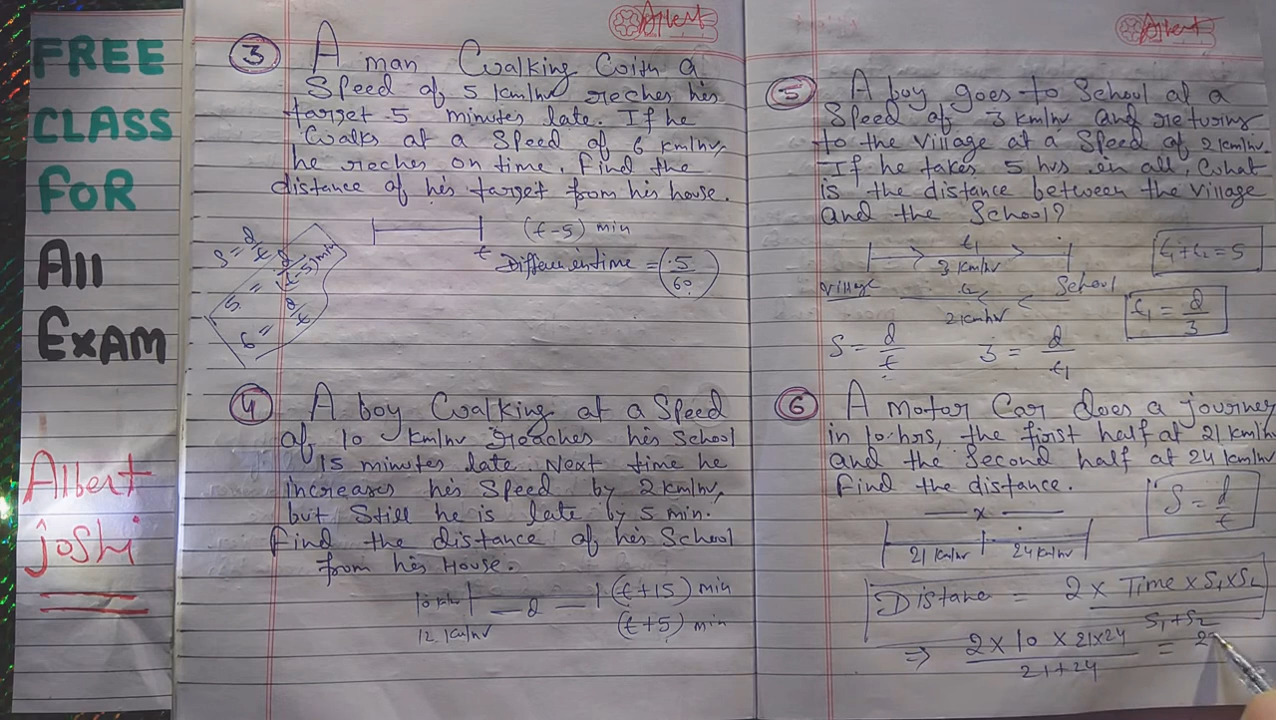 FREE
CLASS
FOR
All
EXAM
Albert
joshi
Albert
3 A man Walking with a
Speed of 5 km/hr reches his
target 5 minutes late. If he
Walks at a Speed of 6 km/hr,
he reches on time. Find the
distance of his target from his house.
t (t-5) min
Different time = 5/60
S = d/t
5 = d/(t-5) min
6 = d/t
4 A boy Walking at a Speed
of 10 km/hr reaches his School
15 minutes late. Next time he
increases his Speed by 2 km/hr,
but Still he is late by 5 min.
Find the distance of his School
from his House.
10 km/hr — d — (t+15) min
12 km/hr (t+5) min
Albert
5 A boy goes to School at a
Speed of 3 km/hr and returns
to the village at a Speed of 2 km/hr.
If he takes 5 hrs in all, What
is the distance between the village
and the School?
t1 t1+t2 = 5
3 km/hr
Village t2 School
2 km/hr t1 = d/3
S = d/t 3 = d/t1
6 A Motor Car does a journey
in 10 hrs, the first half at 21 km/hr
and the Second half at 24 km/hr
Find the distance.
x S = d/t
21 km/hr 24 km/hr
Distance = 2 x Time x S1 x S2 / S1+S2
⇒ 2 x 10 x 21x24 / 21+24 = 2